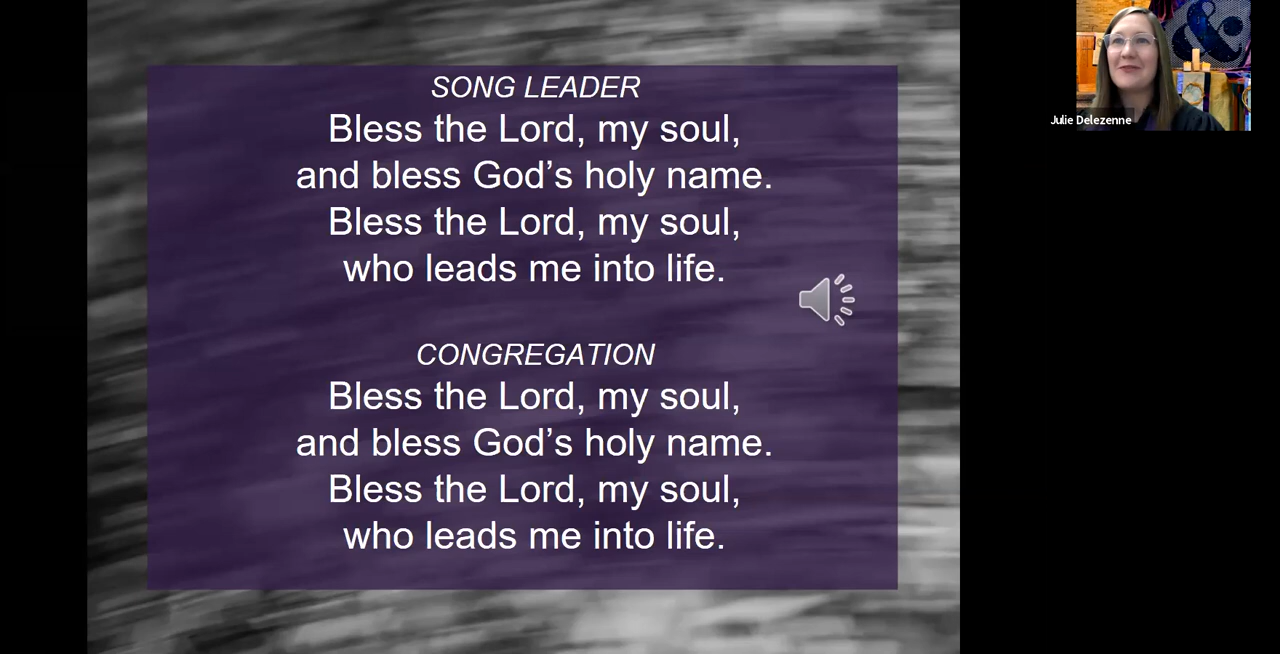 SONG LEADER
Bless the Lord, my soul,
and bless God’s holy name.
Bless the Lord, my soul,
who leads me into life.
CONGREGATION
Bless the Lord, my soul,
and bless God’s holy name.
Bless the Lord, my soul,
who leads me into life.
Julie Delezenne